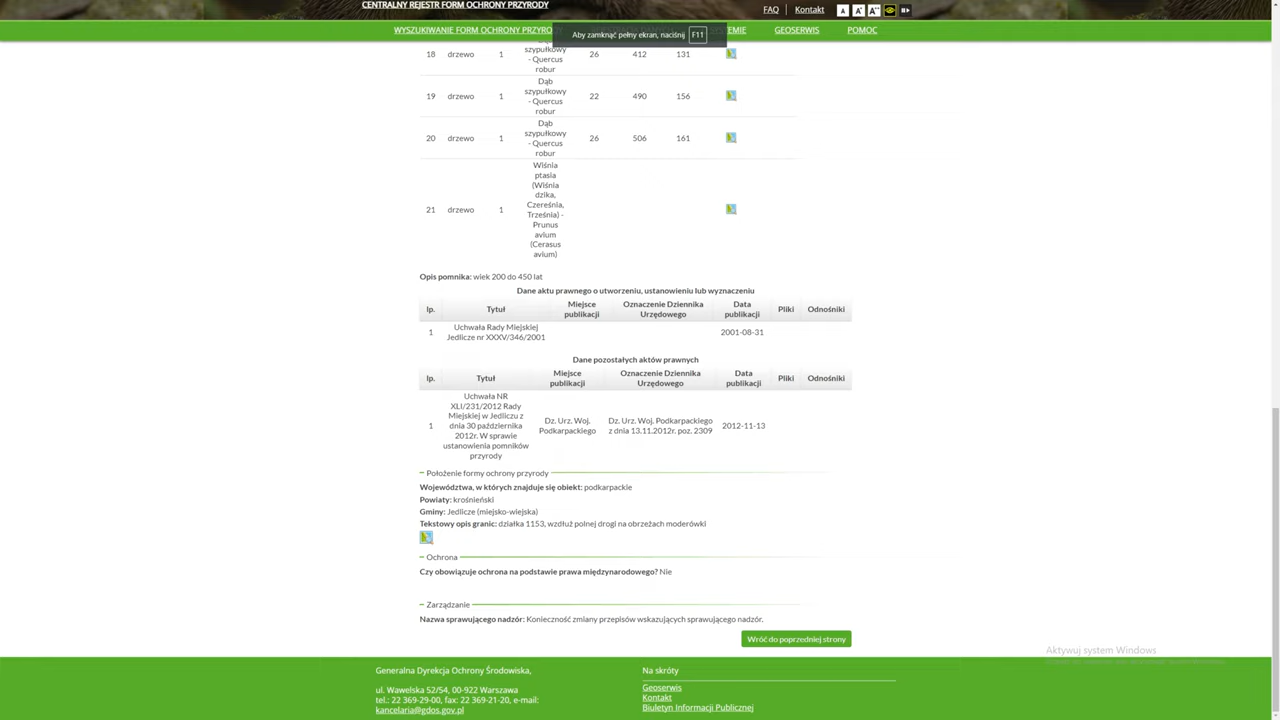 CENTRALNY REJESTR FORM OCHRONY PRZYRODY
FAQ Kontakt A A+ A++
WYSZUKIWANIE FORM OCHRONY PRZYRODY
GEOSERWIS POMOC
Aby zamknąć pełny ekran, naciśnij F11
18 drzewo 1 szypułkowy - Quercus robur 26 412 131
19 drzewo 1 Dąb szypułkowy - Quercus robur 22 490 156
20 drzewo 1 Dąb szypułkowy - Quercus robur 26 506 161
21 drzewo 1 Wiśnia ptasia (Wiśnia dzika, Czereśnia, Trześnia) - Prunus avium (Cerasus avium)
Opis pomnika: wiek 200 do 450 lat
Dane aktu prawnego o utworzeniu, ustanowieniu lub wyznaczeniu
lp. Tytuł Miejsce publikacji Oznaczenie Dziennika Urzędowego Data publikacji Pliki Odnośniki
1 Uchwała Rady Miejskiej Jedlicze nr XXXV/346/2001 2001-08-31
Dane pozostałych aktów prawnych
lp. Tytuł Miejsce publikacji Oznaczenie Dziennika Urzędowego Data publikacji Pliki Odnośniki
1 Uchwała NR XLI/231/2012 Rady Miejskiej w Jedliczu z dnia 30 października 2012r. W sprawie ustanowienia pomników przyrody Dz. Urz. Woj. Podkarpackiego Dz. Urz. Woj. Podkarpackiego z dnia 13.11.2012r. poz. 2309 2012-11-13
Położenie formy ochrony przyrody
Województwa, w których znajduje się obiekt: podkarpackie
Powiaty: krośnieński
Gminy: Jedlicze (miejsko-wiejska)
Tekstowy opis granic: działka 1153, wzdłuż polnej drogi na obrzeżach moderówki
Ochrona
Czy obowiązuje ochrona na podstawie prawa międzynarodowego? Nie
Zarządzanie
Nazwa sprawującego nadzór: Konieczność zmiany przepisów wskazujących sprawującego nadzór.
Wróć do poprzedniej strony
Aktywuj system Windows
Generalna Dyrekcja Ochrony Środowiska,
ul. Wawelska 52/54, 00-922 Warszawa
tel.: 22 369-29-00, fax: 22 369-21-20, e-mail:
kancelaria@gdos.gov.pl
Na skróty
Geoserwis
Kontakt
Biuletyn Informacji Publicznej